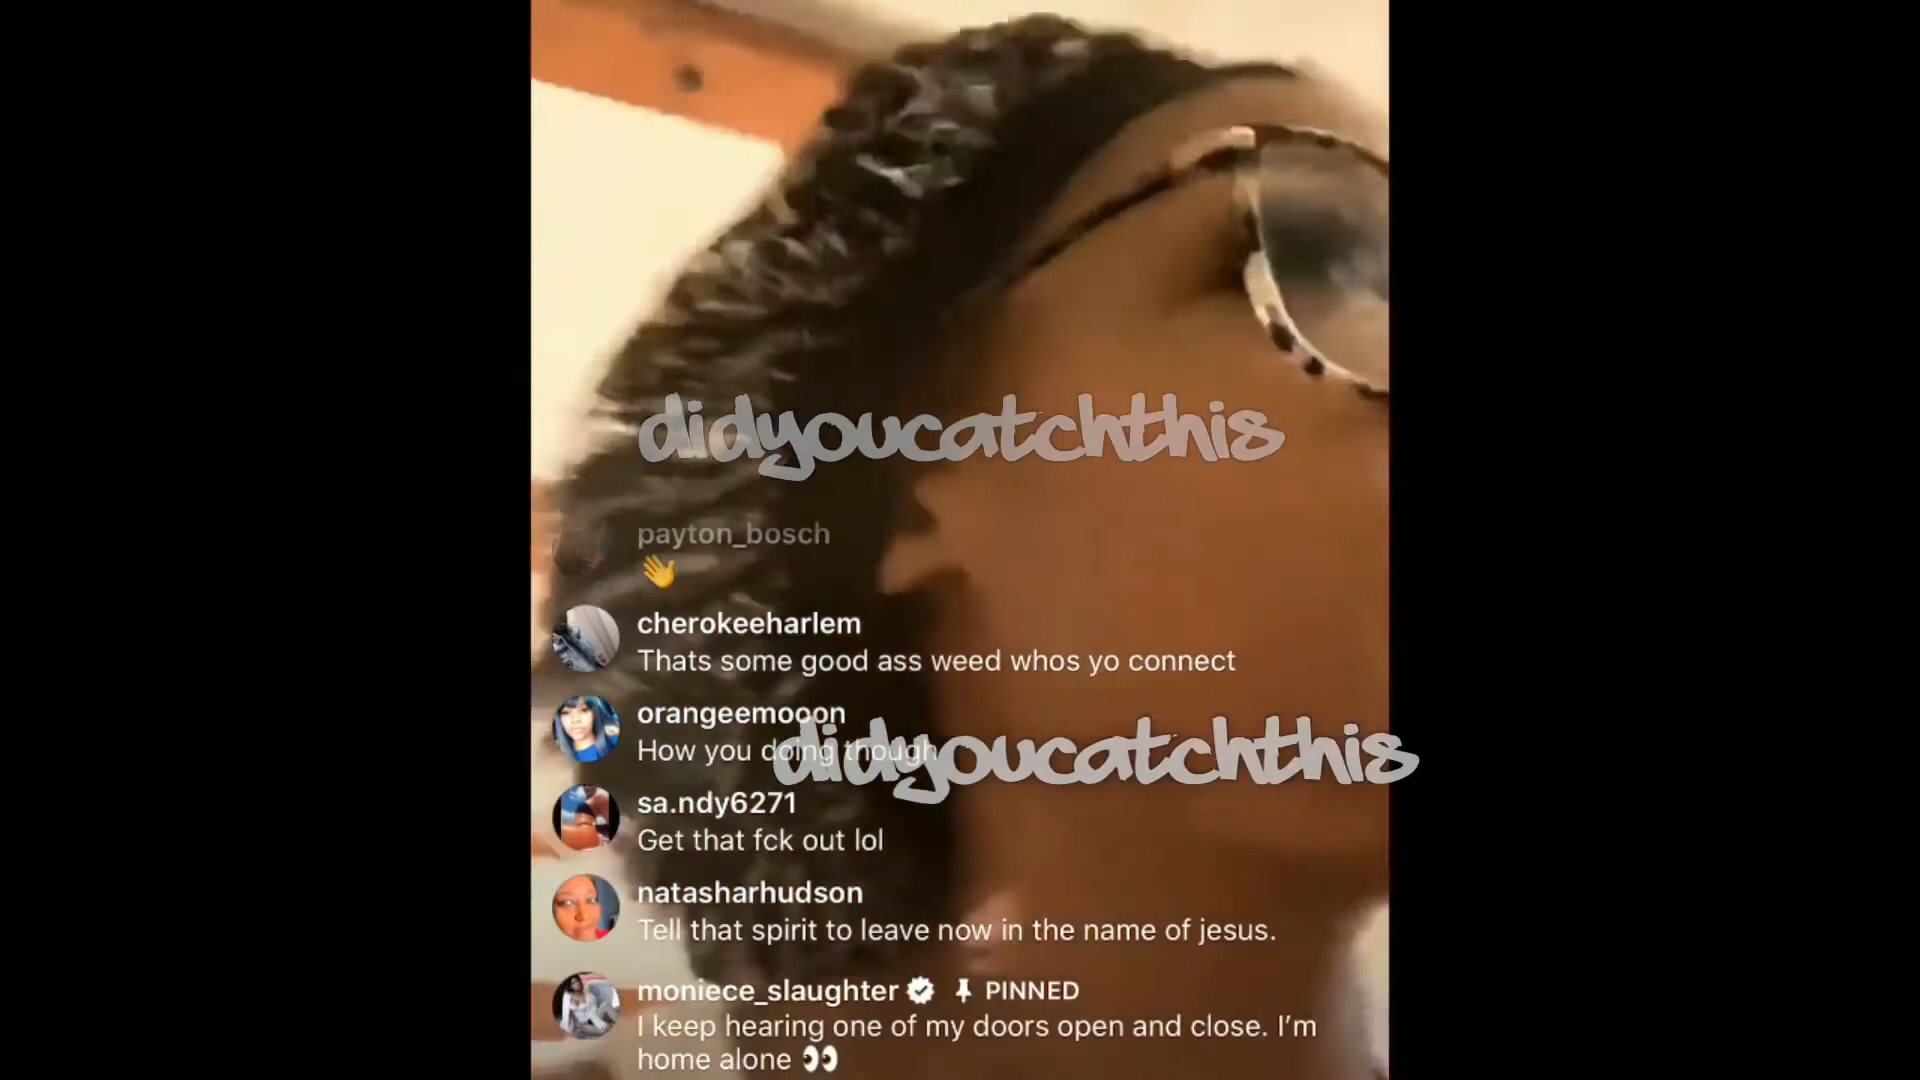 didyoucatchthis
payton_bosch
👋
cherokeeharlem
Thats some good ass weed whos yo connect
orangeemooon
How you doing though
didyoucatchthis
sa.ndy6271
Get that fck out lol
natasharhudson
Tell that spirit to leave now in the name of jesus.
moniece_slaughter PINNED
I keep hearing one of my doors open and close. I’m
home alone 👀